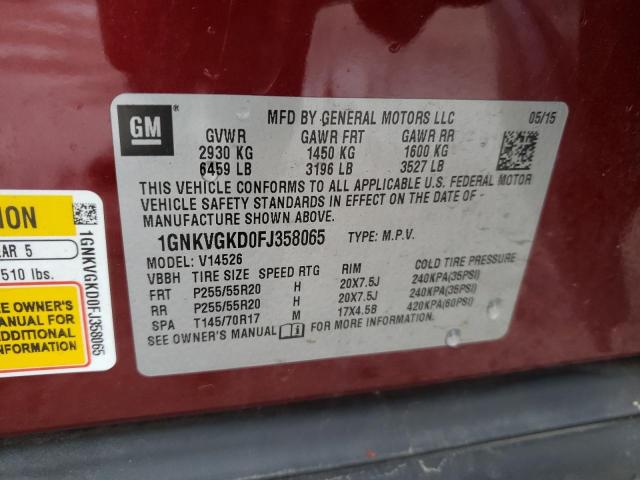 GM
MFD BY GENERAL MOTORS LLC 05/15
GVWR GAWR FRT GAWR RR
2930 KG 1450 KG 1600 KG
6459 LB 3196 LB 3527 LB
THIS VEHICLE CONFORMS TO ALL APPLICABLE U.S. FEDERAL MOTOR
VEHICLE SAFETY STANDARDS IN EFFECT ON THE DATE OF
MANUFACTURE SHOWN ABOVE.
1GNKVGKD0FJ358065 TYPE: M.P.V.
MODEL: V14526
VBBH TIRE SIZE SPEED RTG RIM COLD TIRE PRESSURE
FRT P255/55R20 H 20X7.5J 240KPA(35PSI)
RR P255/55R20 H 20X7.5J 240KPA(35PSI)
SPA T145/70R17 M 17X4.5B 420KPA(60PSI)
SEE OWNER'S MANUAL FOR MORE INFORMATION.
ION
AR 5
510 lbs.
SEE OWNER'S
MANUAL FOR
ADDITIONAL
INFORMATION
1GNKVGKD0FJ358065